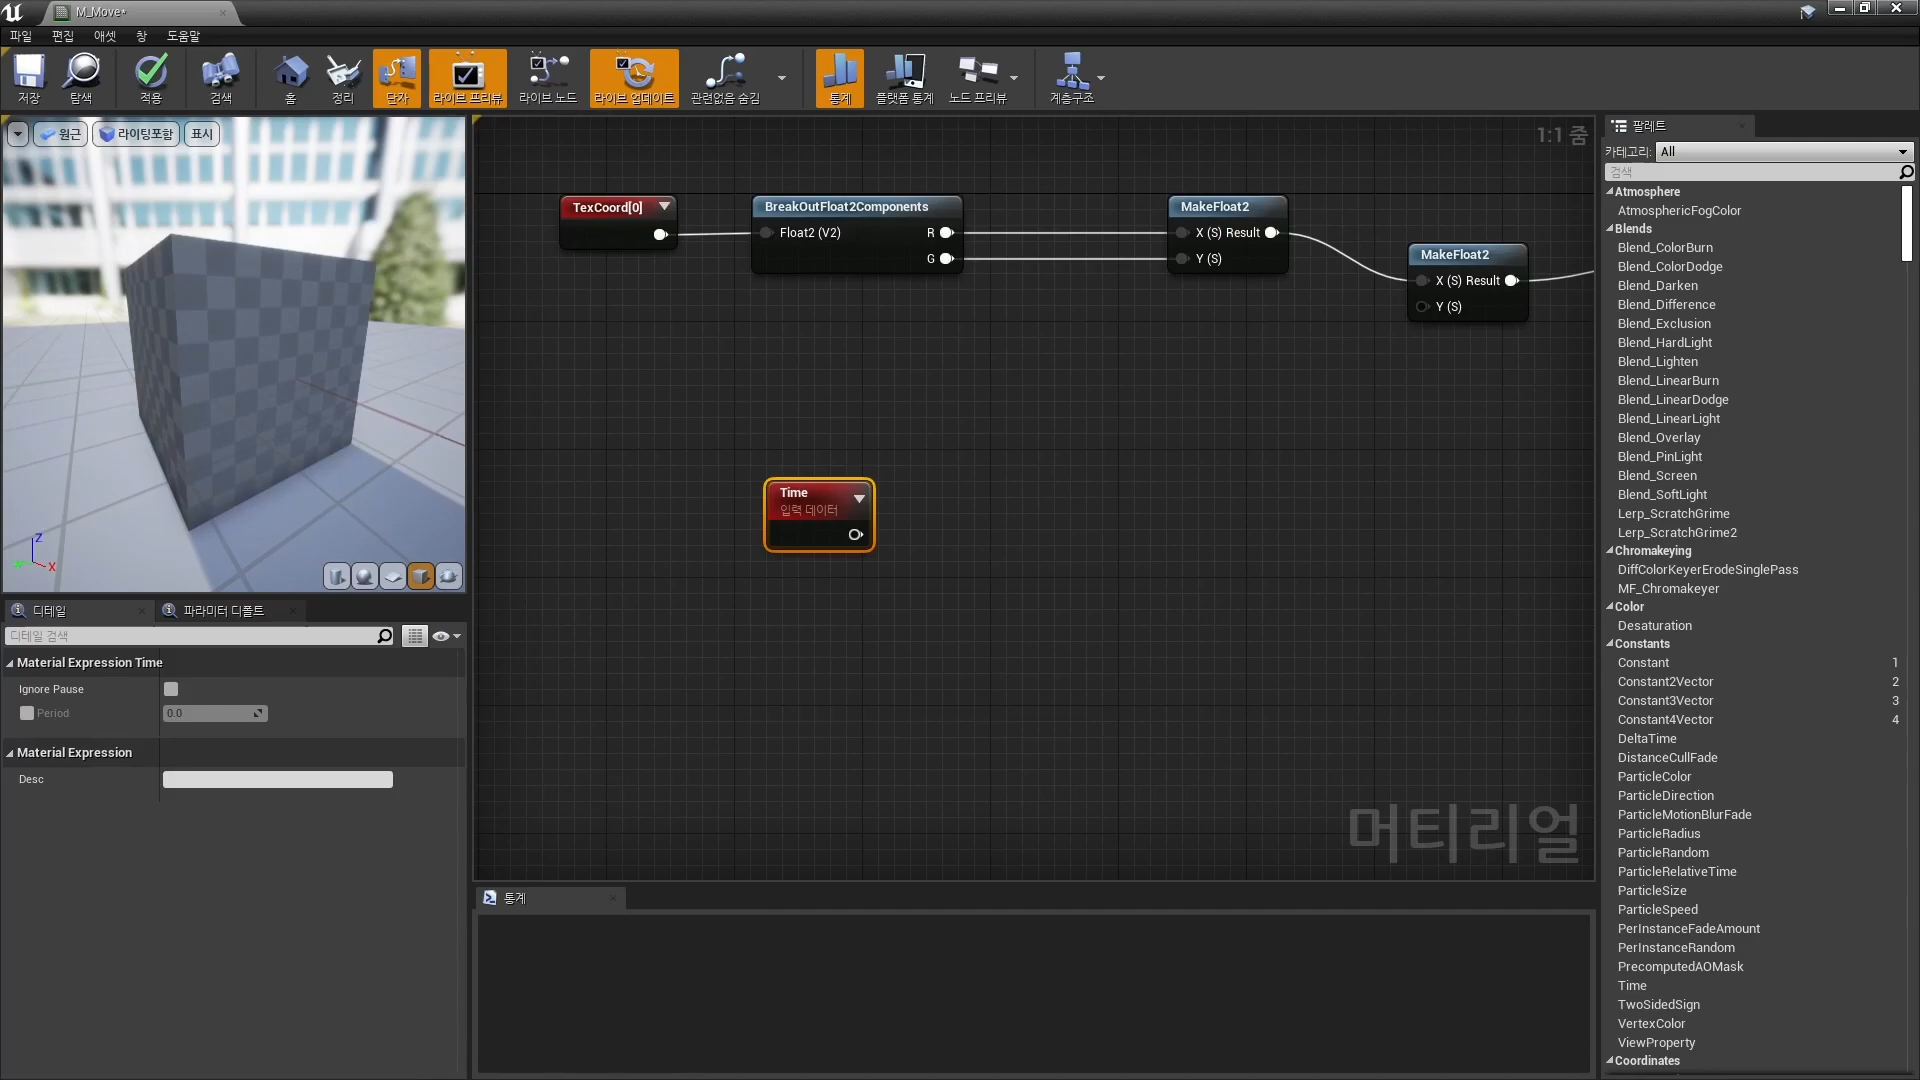 M_Move*
파일 편집 애셋 창 도움말
저장 탐색 적용 검색 홈 정리 단자 라이브 프리뷰 라이브 노드 라이브 업데이트 관련없음 숨김 통계 플랫폼 통계 노드 프리뷰 계층구조
원근 라이팅포함 표시
Z
X
1:1 줌
TexCoord[0]
BreakOutFloat2Components
Float2 (V2) R
G
MakeFloat2
X (S) Result
Y (S)
MakeFloat2
X (S) Result
Y (S)
Time
입력 데이터
머티리얼
디테일 파라미터 디폴트
디테일 검색
Material Expression Time
Ignore Pause
Period 0.0
Material Expression
Desc
통계
팔레트
카테고리: All
검색
Atmosphere
AtmosphericFogColor
Blends
Blend_ColorBurn
Blend_ColorDodge
Blend_Darken
Blend_Difference
Blend_Exclusion
Blend_HardLight
Blend_Lighten
Blend_LinearBurn
Blend_LinearDodge
Blend_LinearLight
Blend_Overlay
Blend_PinLight
Blend_Screen
Blend_SoftLight
Lerp_ScratchGrime
Lerp_ScratchGrime2
Chromakeying
DiffColorKeyerErodeSinglePass
MF_Chromakeyer
Color
Desaturation
Constants
Constant 1
Constant2Vector 2
Constant3Vector 3
Constant4Vector 4
DeltaTime
DistanceCullFade
ParticleColor
ParticleDirection
ParticleMotionBlurFade
ParticleRadius
ParticleRandom
ParticleRelativeTime
ParticleSize
ParticleSpeed
PerInstanceFadeAmount
PerInstanceRandom
PrecomputedAOMask
Time
TwoSidedSign
VertexColor
ViewProperty
Coordinates